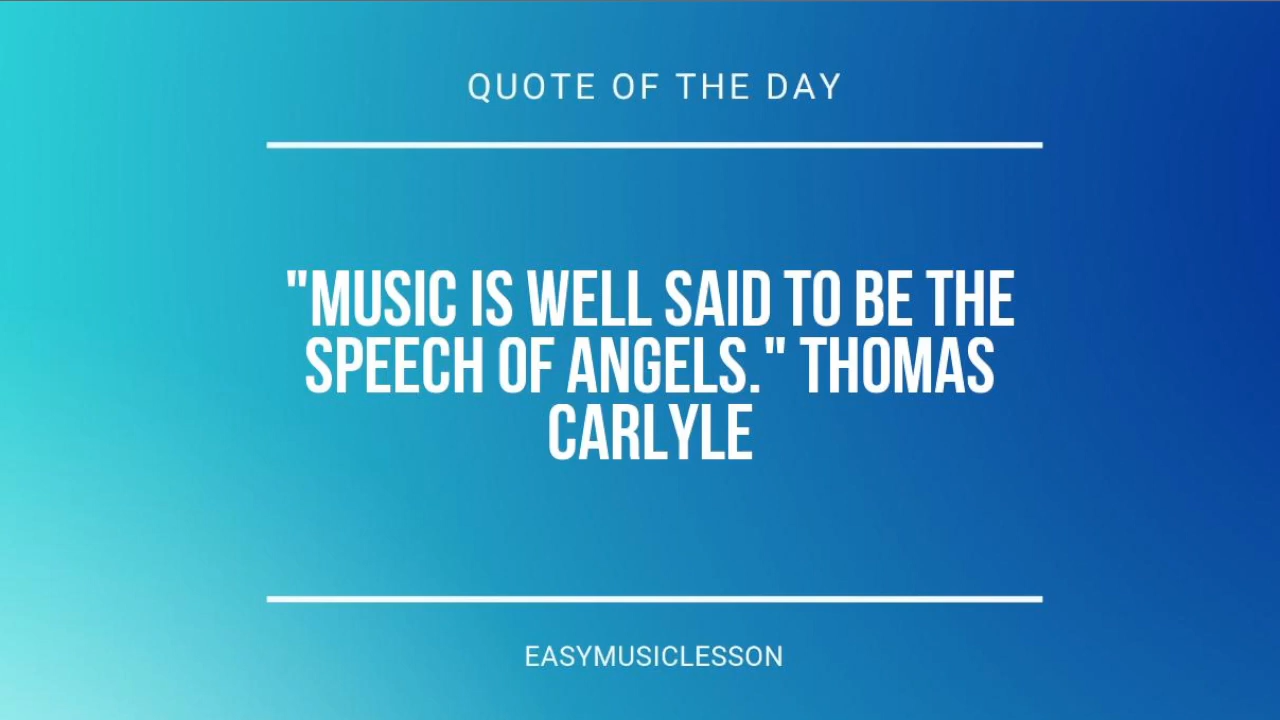 QUOTE OF THE DAY
"MUSIC IS WELL SAID TO BE THE
SPEECH OF ANGELS." THOMAS
CARLYLE
EASYMUSICLESSON